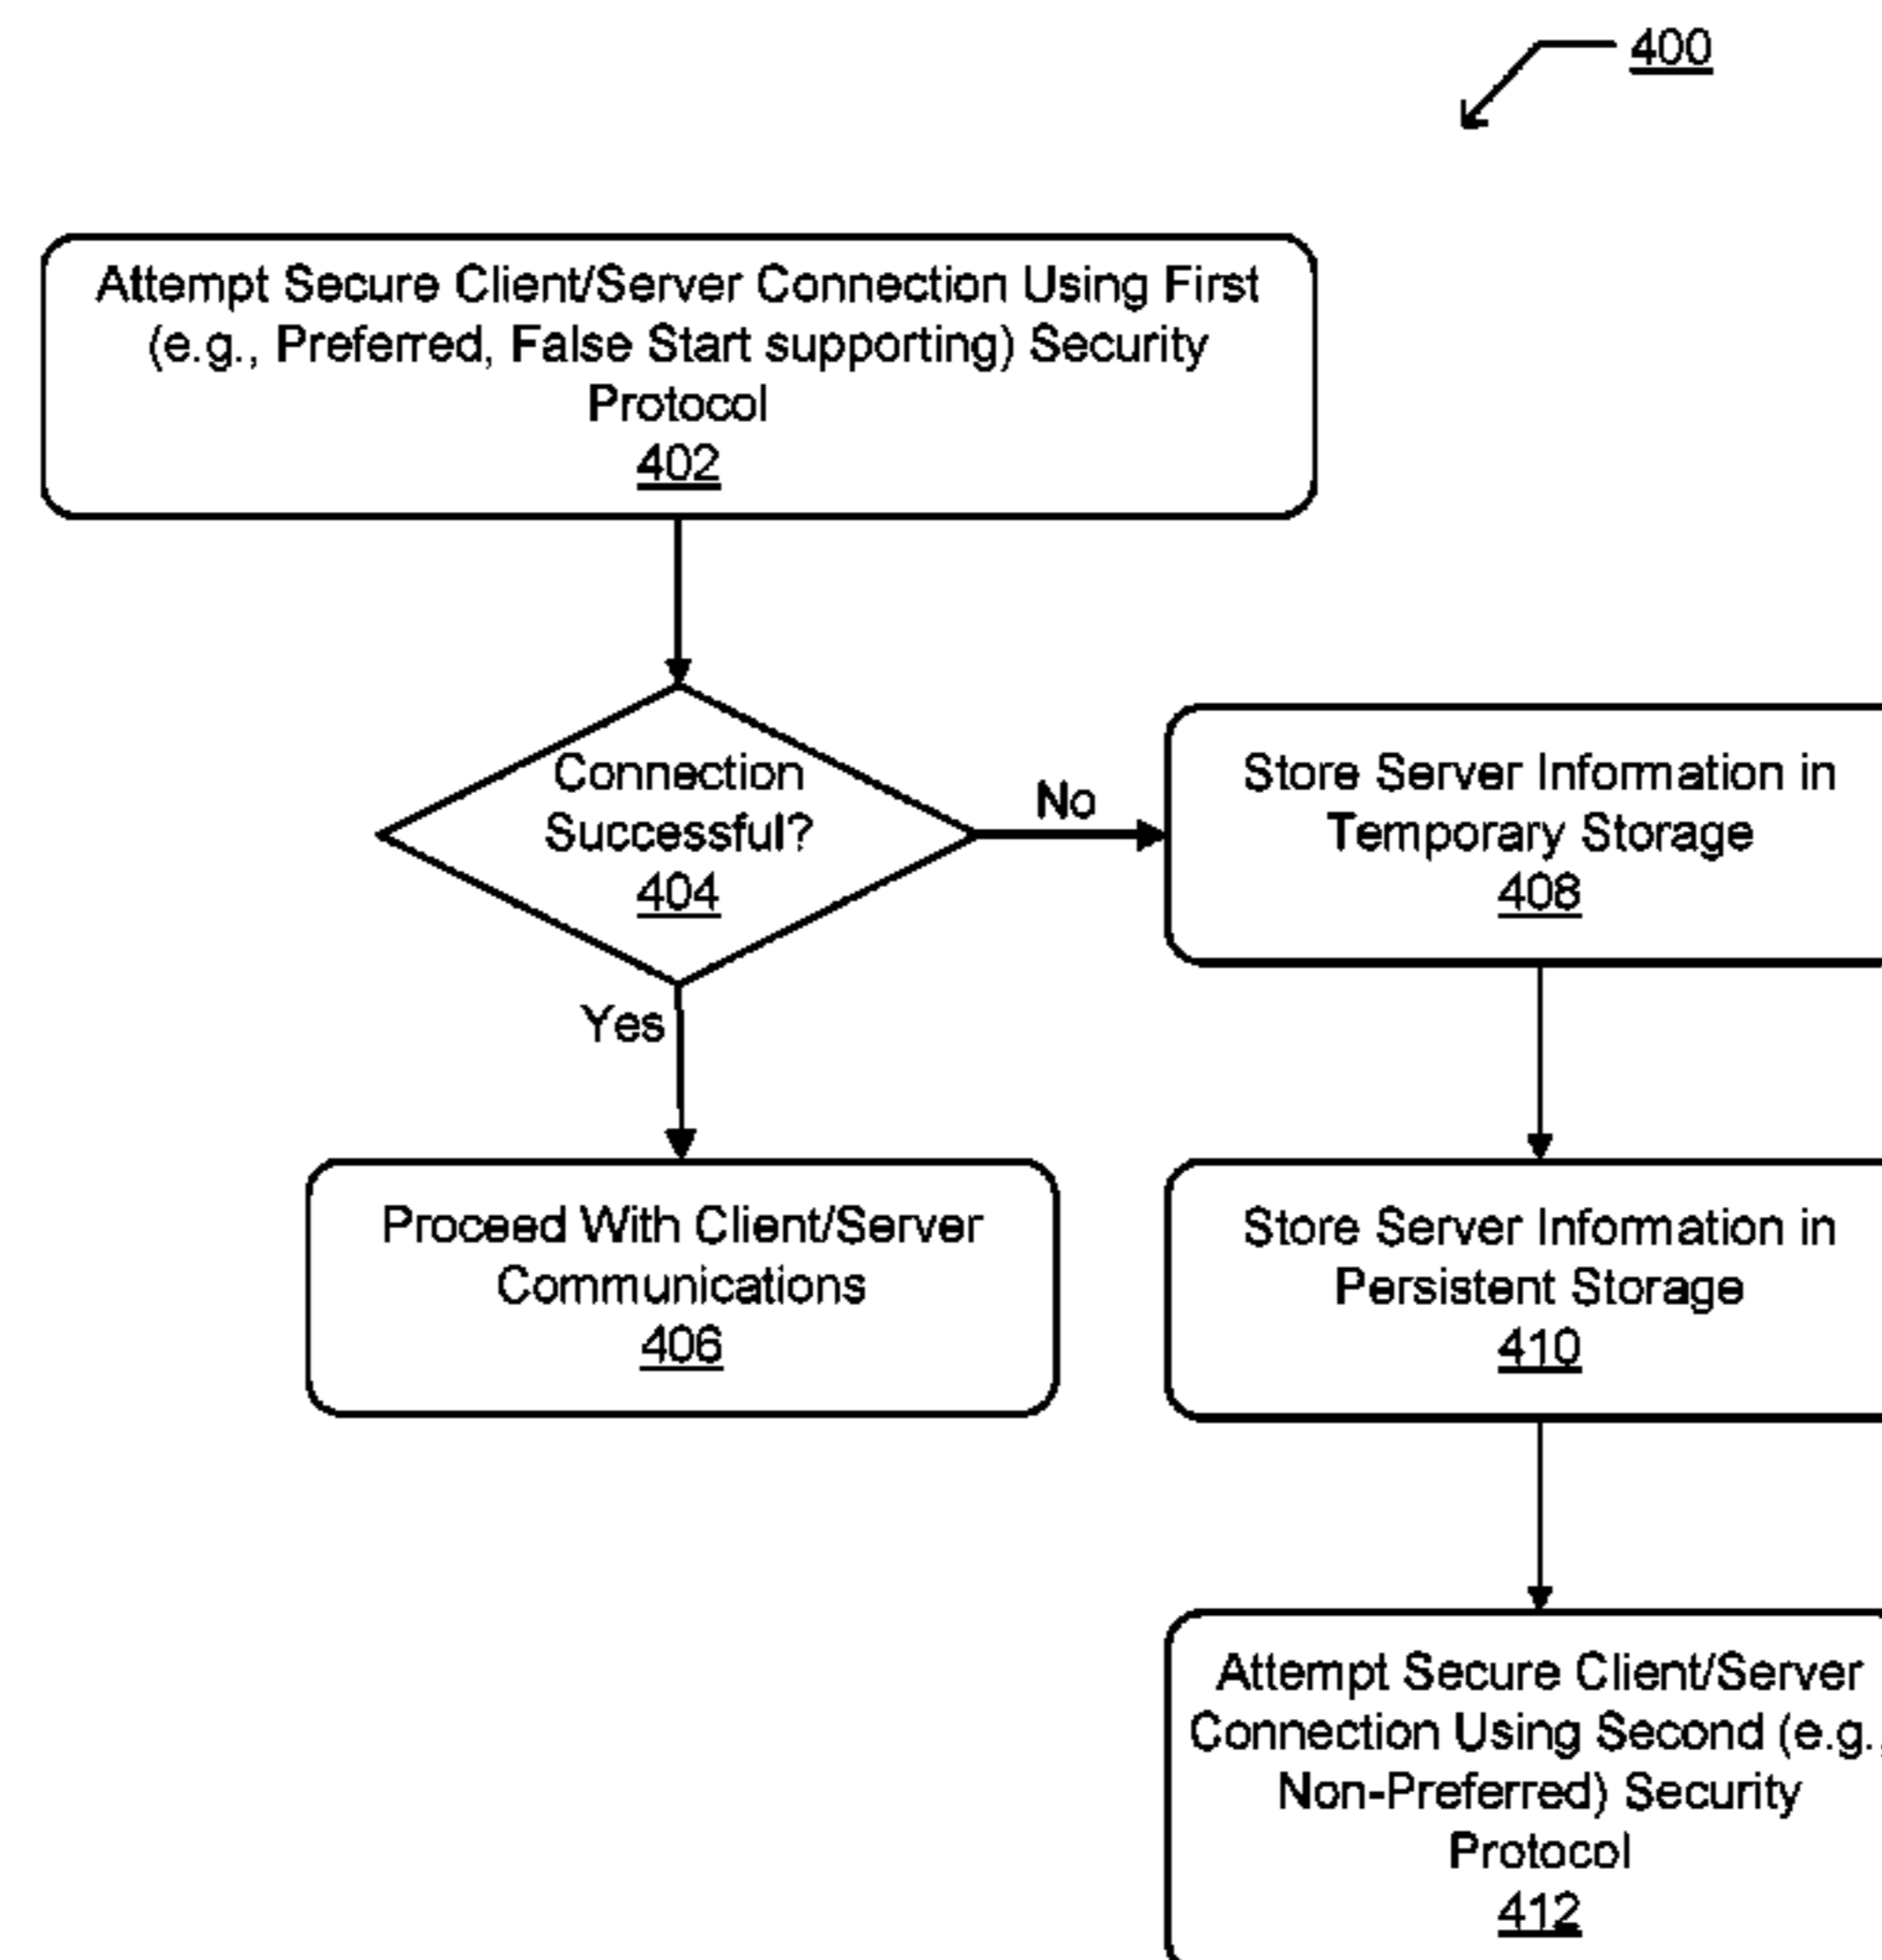 400
Attempt Secure Client/Server Connection Using First
(e.g., Preferred, False Start supporting) Security
Protocol
402
Connection
Successful?
404
No
Store Server Information in
Temporary Storage
408
Yes
Proceed With Client/Server
Communications
406
Store Server Information in
Persistent Storage
410
Attempt Secure Client/Server
Connection Using Second (e.g.,
Non-Preferred) Security
Protocol
412